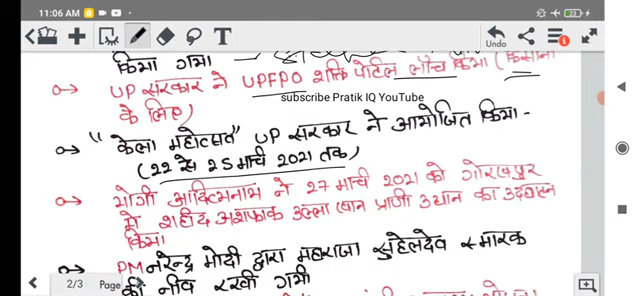 11:06 AM
23
Undo
किया गया
UP सरकार ने UPFPO शक्ति पोर्टल लाँच किया (किसानों
के लिए)
subscribe Pratik IQ YouTube
"केला महोत्सव" UP सरकार ने आयोजित किया -
(22 से 25 मार्च 2021 तक)
योगी आदित्यनाथ ने 27 मार्च 2021 को गोरखपुर
में शहीद अशफाक उल्ला खान प्राणी उद्यान का उदघाटन
किया
PM नरेन्द्र मोदी द्वारा महाराजा सुहेलदेव स्मारक
की नींव रखी गयी
2/3 Page